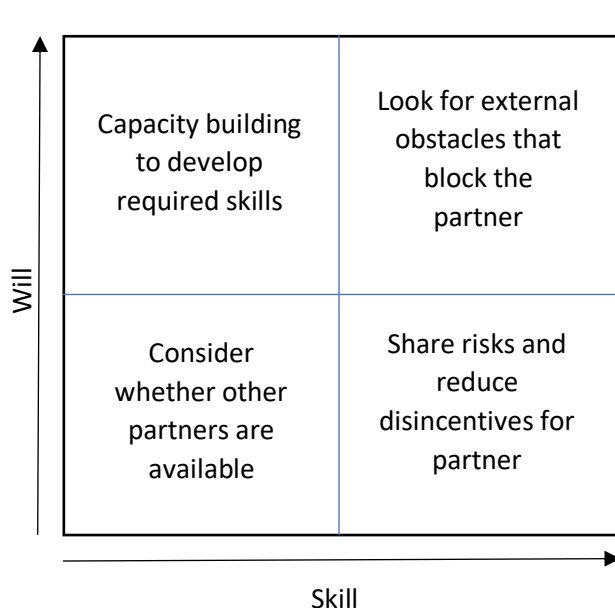 Capacity building
to develop
required skills
Look for external
obstacles that
block the
partner
Will
Consider
whether other
partners are
available
Share risks and
reduce
disincentives for
partner
Skill